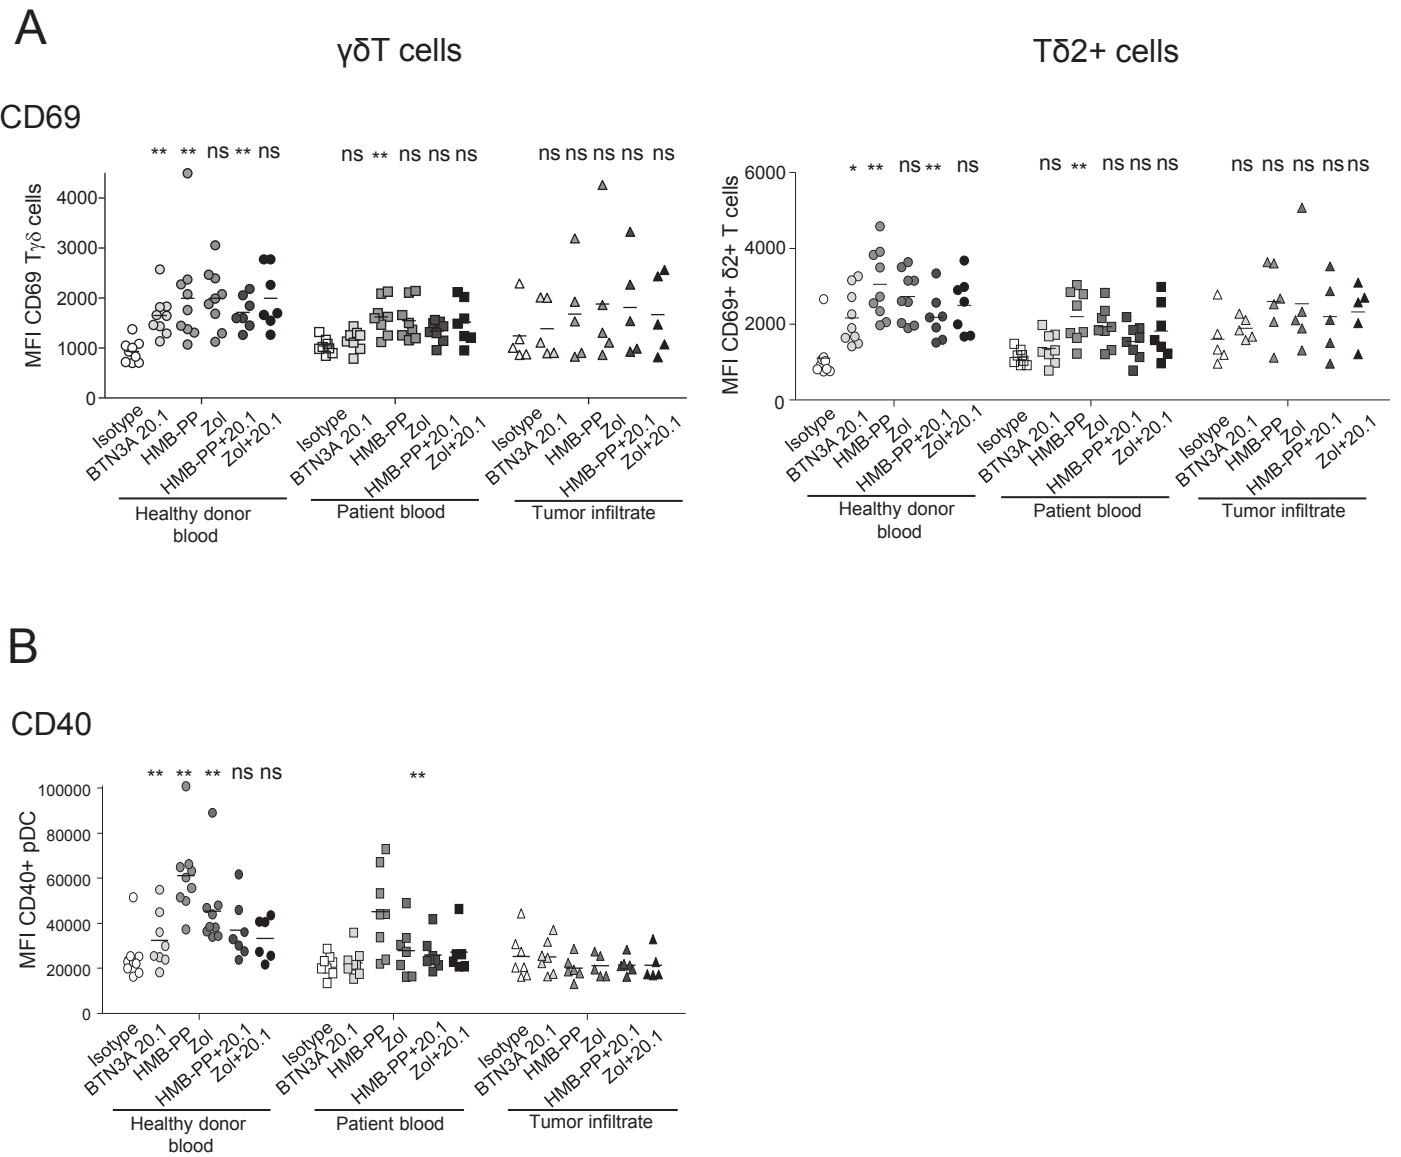 A
γδT cells
Tδ2+ cells
CD69
** ** ns ** ns
ns ** ns ns ns
ns ns ns ns ns
MFI CD69 Tγδ cells
4000
3000
2000
1000
0
Isotype
BTN3A 20.1
HMB-PP
Zol
HMB-PP+20.1
Zol+20.1
Healthy donor
blood
Isotype
BTN3A 20.1
HMB-PP
Zol
HMB-PP+20.1
Zol+20.1
Patient blood
Isotype
BTN3A 20.1
HMB-PP
Zol
HMB-PP+20.1
Zol+20.1
Tumor infiltrate
* ** ns ** ns
ns ** ns ns ns
ns ns ns ns ns
MFI CD69+ δ2+ T cells
6000
4000
2000
0
Isotype
BTN3A 20.1
HMB-PP
Zol
HMB-PP+20.1
Zol+20.1
Healthy donor
blood
Isotype
BTN3A 20.1
HMB-PP
Zol
HMB-PP+20.1
Zol+20.1
Patient blood
Isotype
BTN3A 20.1
HMB-PP
Zol
HMB-PP+20.1
Zol+20.1
Tumor infiltrate
B
CD40
** ** ** ns ns
**
MFI CD40+ pDC
100000
80000
60000
40000
20000
0
Isotype
BTN3A 20.1
HMB-PP
Zol
HMB-PP+20.1
Zol+20.1
Healthy donor
blood
Isotype
BTN3A 20.1
HMB-PP
Zol
HMB-PP+20.1
Zol+20.1
Patient blood
Isotype
BTN3A 20.1
HMB-PP
Zol
HMB-PP+20.1
Zol+20.1
Tumor infiltrate